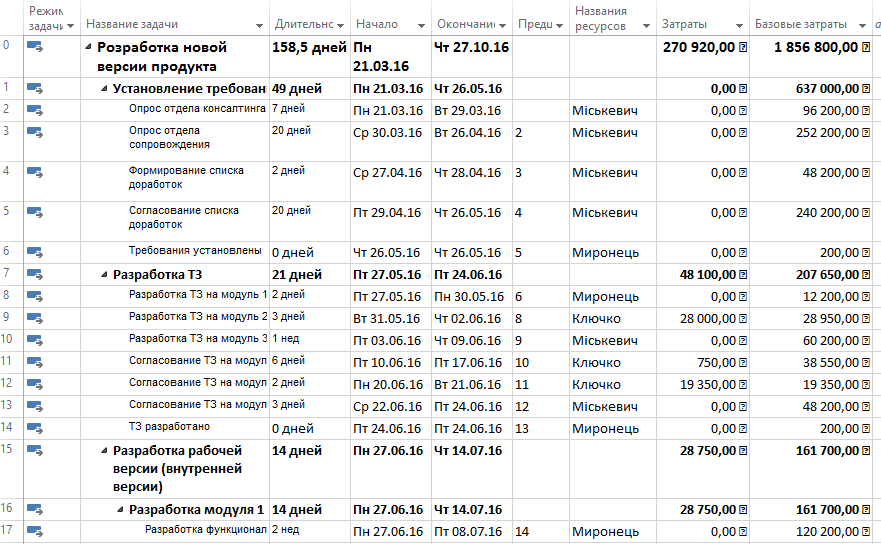 Режим задачи Название задачи Длительнс Начало Окончани Предш Названия ресурсов Затраты Базовые затраты
0 Розработка новой версии продукта 158,5 дней Пн 21.03.16 Чт 27.10.16 270 920,00 1 856 800,00
1 Установление требован 49 дней Пн 21.03.16 Чт 26.05.16 0,00 637 000,00
2 Опрос отдела консалтинга 7 дней Пн 21.03.16 Вт 29.03.16 Міськевич 0,00 96 200,00
3 Опрос отдела сопровождения 20 дней Ср 30.03.16 Вт 26.04.16 2 Міськевич 0,00 252 200,00
4 Формирование списка доработок 2 дней Ср 27.04.16 Чт 28.04.16 3 Міськевич 0,00 48 200,00
5 Согласование списка доработок 20 дней Пт 29.04.16 Чт 26.05.16 4 Міськевич 0,00 240 200,00
6 Требования установлены 0 дней Чт 26.05.16 Чт 26.05.16 5 Миронець 0,00 200,00
7 Разработка ТЗ 21 дней Пт 27.05.16 Пт 24.06.16 48 100,00 207 650,00
8 Разработка ТЗ на модуль 1 2 дней Пт 27.05.16 Пн 30.05.16 6 Миронець 0,00 12 200,00
9 Разработка ТЗ на модуль 2 3 дней Вт 31.05.16 Чт 02.06.16 8 Ключко 28 000,00 28 950,00
10 Разработка ТЗ на модуль 3 1 нед Пт 03.06.16 Чт 09.06.16 9 Міськевич 0,00 60 200,00
11 Согласование ТЗ на модул 6 дней Пт 10.06.16 Пт 17.06.16 10 Ключко 750,00 38 550,00
12 Согласование ТЗ на модул 2 дней Пн 20.06.16 Вт 21.06.16 11 Ключко 19 350,00 19 350,00
13 Согласование ТЗ на модул 3 дней Ср 22.06.16 Пт 24.06.16 12 Міськевич 0,00 48 200,00
14 ТЗ разработано 0 дней Пт 24.06.16 Пт 24.06.16 13 Миронець 0,00 200,00
15 Разработка рабочей версии (внутренней версии) 14 дней Пн 27.06.16 Чт 14.07.16 28 750,00 161 700,00
16 Разработка модуля 1 14 дней Пн 27.06.16 Чт 14.07.16 28 750,00 161 700,00
17 Разработка функционал 2 нед Пн 27.06.16 Пт 08.07.16 14 Миронець 0,00 120 200,00